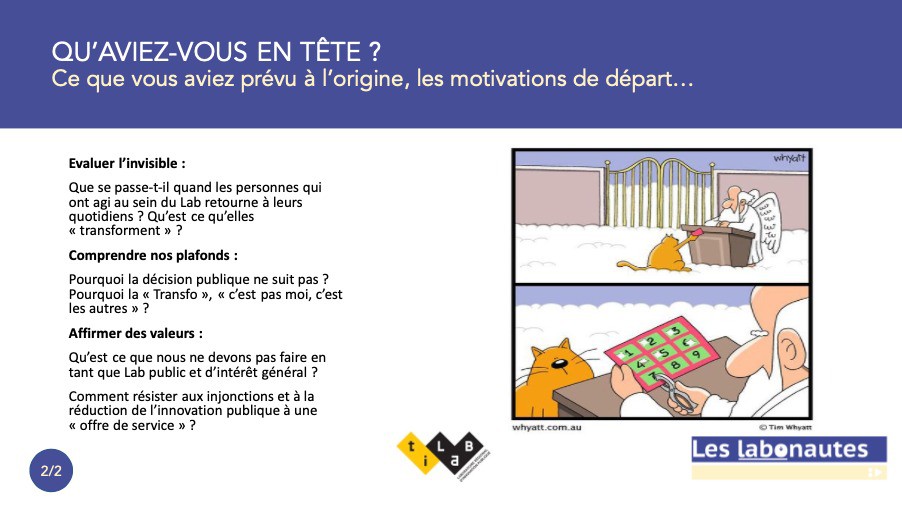 QU’AVIEZ-VOUS EN TÊTE ?
Ce que vous aviez prévu à l’origine, les motivations de départ…
Evaluer l’invisible :
Que se passe-t-il quand les personnes qui
ont agi au sein du Lab retourne à leurs
quotidiens ? Qu’est ce qu’elles
« transforment » ?
Comprendre nos plafonds :
Pourquoi la décision publique ne suit pas ?
Pourquoi la « Transfo », « c’est pas moi, c’est
les autres » ?
Affirmer des valeurs :
Qu’est ce que nous ne devons pas faire en
tant que Lab public et d’intérêt général ?
Comment résister aux injonctions et à la
réduction de l’innovation publique à une
« offre de service » ?
whyatt
1 2 3
4 5 6
7 8 9
whyatt.com.au
© Tim Whyatt
ti LaB
Les labonautes
2/2